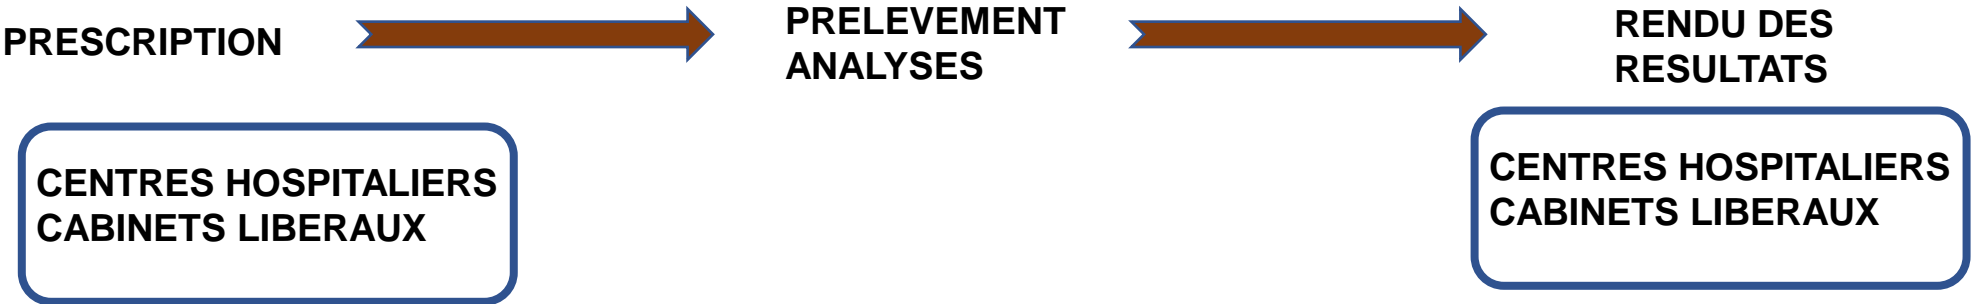 PRESCRIPTION
PRELEVEMENT
ANALYSES
RENDU DES
RESULTATS
CENTRES HOSPITALIERS
CABINETS LIBERAUX
CENTRES HOSPITALIERS
CABINETS LIBERAUX